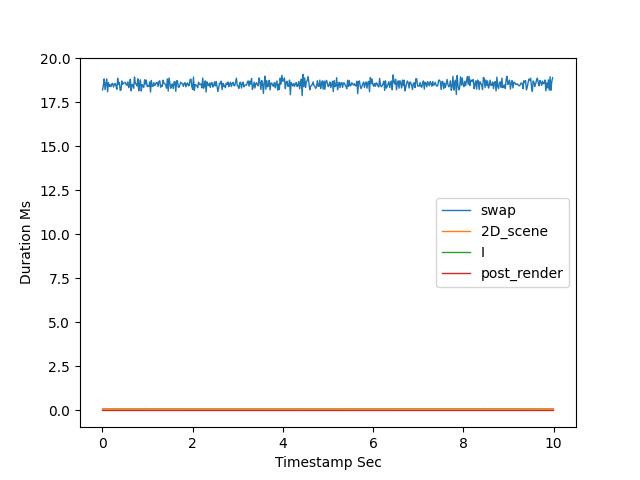 20.0
17.5
15.0
12.5
10.0
7.5
5.0
2.5
0.0
Duration Ms
swap
2D_scene
I
post_render
0 2 4 6 8 10
Timestamp Sec